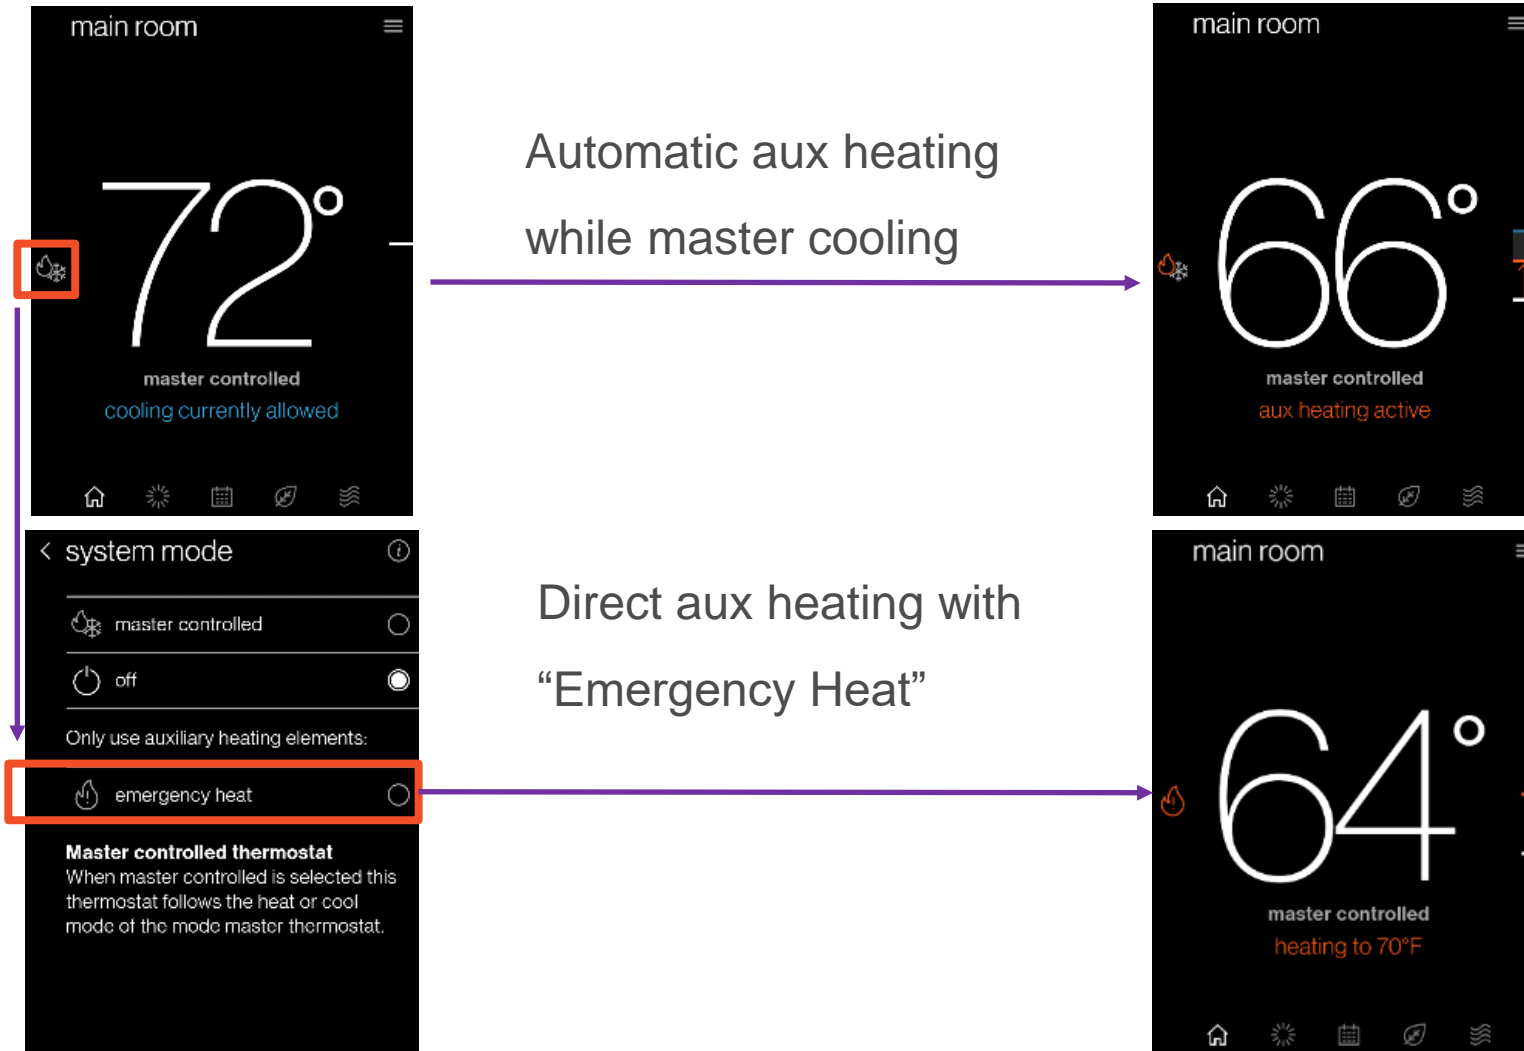 main room
72°
master controlled
cooling currently allowed
Automatic aux heating
while master cooling
main room
66°
master controlled
aux heating active
system mode
master controlled
off
Only use auxiliary heating elements:
emergency heat
Master controlled thermostat
When master controlled is selected this
thermostat follows the heat or cool
mode of the mode master thermostat.
Direct aux heating with
“Emergency Heat”
main room
64°
master controlled
heating to 70°F